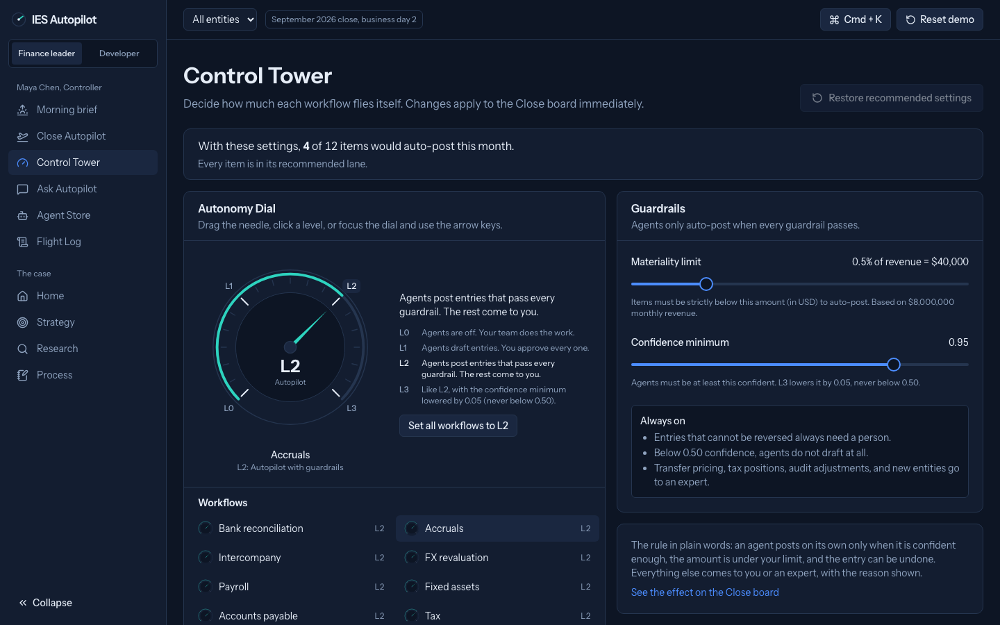 IES Autopilot
Finance leader
Developer
Maya Chen, Controller
Morning brief
Close Autopilot
Control Tower
Ask Autopilot
Agent Store
Flight Log
The case
Home
Strategy
Research
Process
Collapse
All entities
September 2026 close, business day 2
Cmd + K
Reset demo
Control Tower
Decide how much each workflow flies itself. Changes apply to the Close board immediately.
Restore recommended settings
With these settings, 4 of 12 items would auto-post this month.
Every item is in its recommended lane.
Autonomy Dial
Drag the needle, click a level, or focus the dial and use the arrow keys.
L1
L2
L2
Autopilot
L0
L3
Accruals
L2: Autopilot with guardrails
Agents post entries that pass every
guardrail. The rest come to you.
L0 Agents are off. Your team does the work.
L1 Agents draft entries. You approve every one.
L2 Agents post entries that pass every
guardrail. The rest come to you.
L3 Like L2, with the confidence minimum
lowered by 0.05 (never below 0.50).
Set all workflows to L2
Workflows
Bank reconciliation L2
Accruals L2
Intercompany L2
FX revaluation L2
Payroll L2
Fixed assets L2
Accounts payable L2
Tax L2
Guardrails
Agents only auto-post when every guardrail passes.
Materiality limit 0.5% of revenue = $40,000
Items must be strictly below this amount (in USD) to auto-post. Based on $8,000,000
monthly revenue.
Confidence minimum 0.95
Agents must be at least this confident. L3 lowers it by 0.05, never below 0.50.
Always on
• Entries that cannot be reversed always need a person.
• Below 0.50 confidence, agents do not draft at all.
• Transfer pricing, tax positions, audit adjustments, and new entities go
to an expert.
The rule in plain words: an agent posts on its own only when it is confident
enough, the amount is under your limit, and the entry can be undone.
Everything else comes to you or an expert, with the reason shown.
See the effect on the Close board